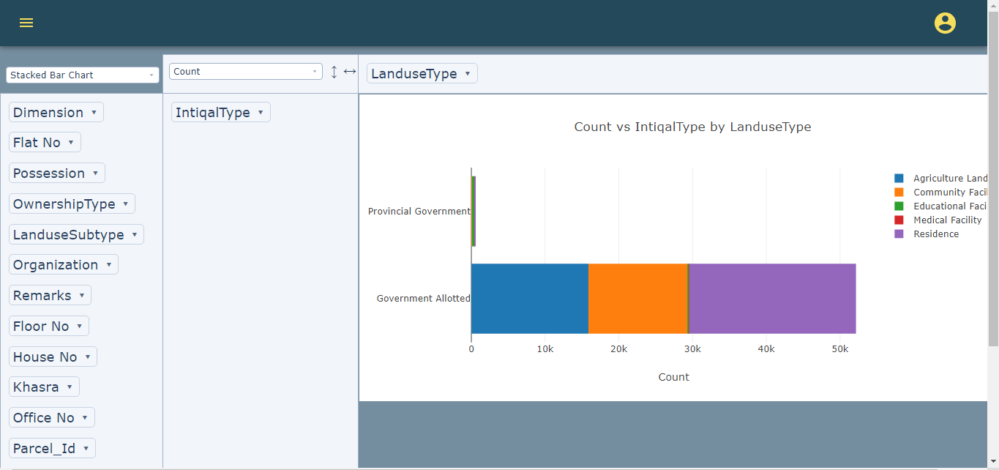 Stacked Bar Chart
Count
LanduseType
Dimension
Flat No
Possession
OwnershipType
LanduseSubtype
Organization
Remarks
Floor No
House No
Khasra
Office No
Parcel_Id
IntiqalType
Count vs IntiqalType by LanduseType
Provincial Government
Government Allotted
0 10k 20k 30k 40k 50k
Count
Agriculture Land
Community Facil
Educational Faci
Medical Facility
Residence